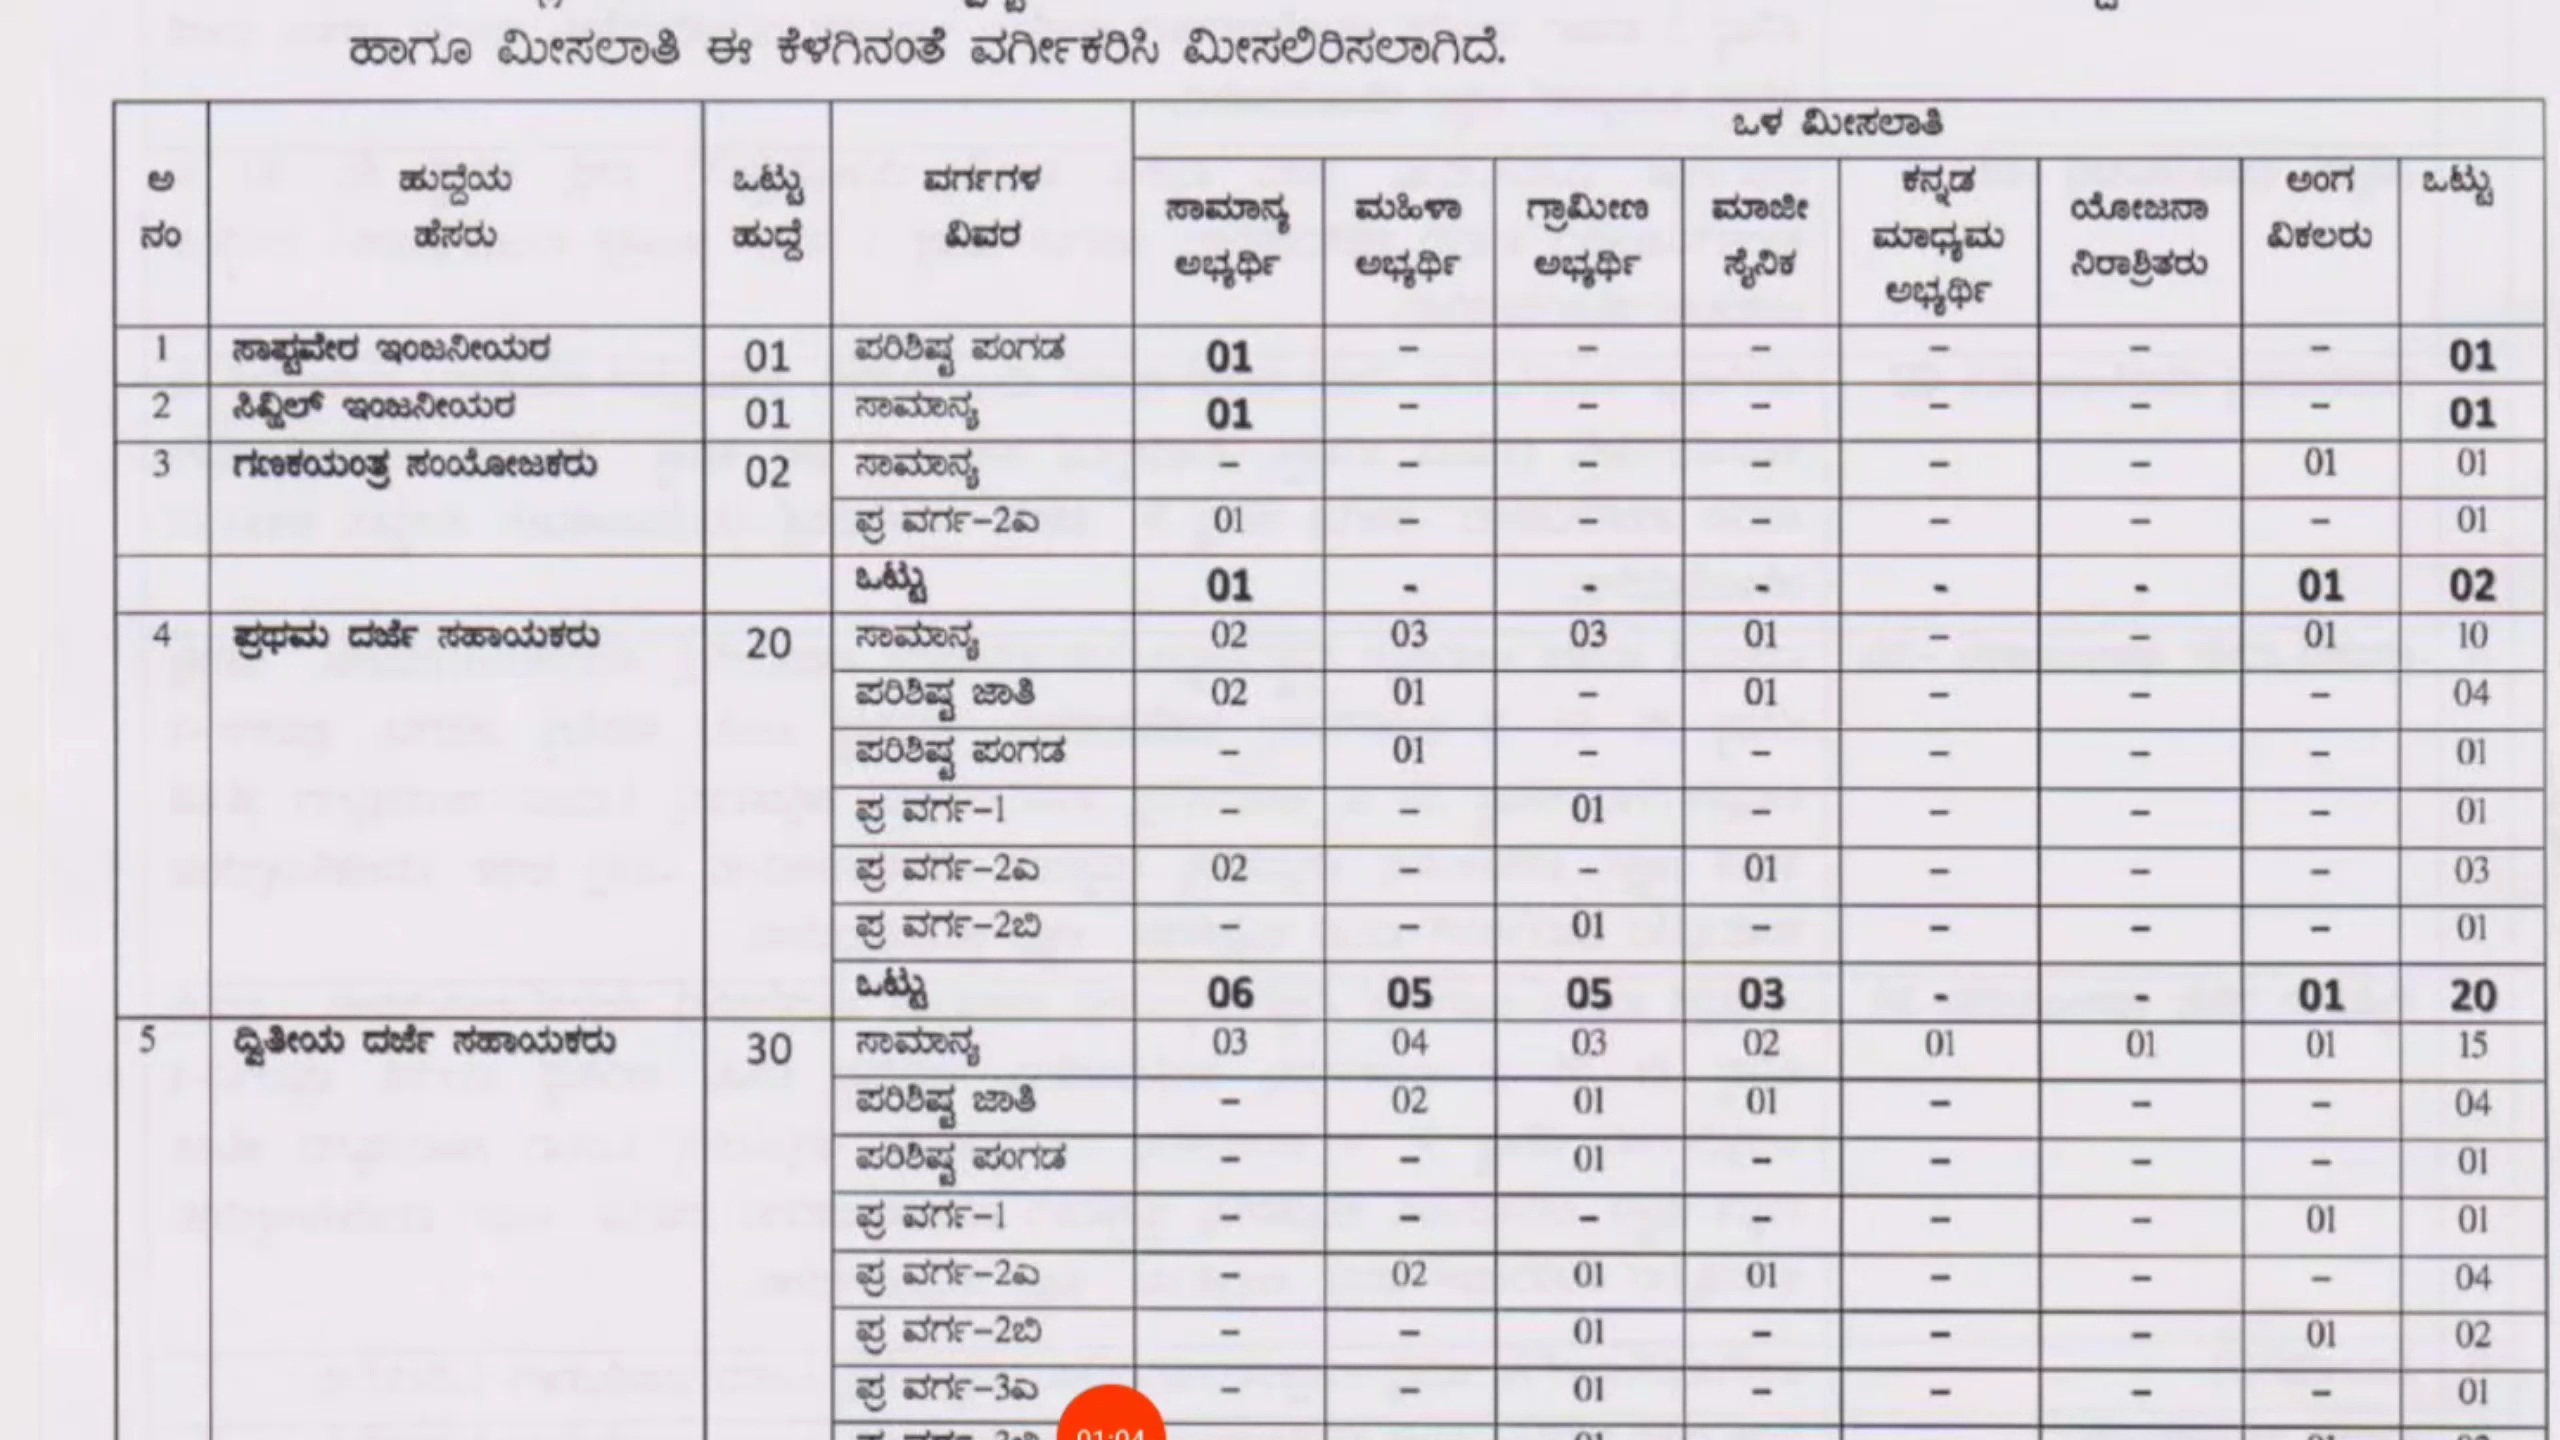 ಹಾಗೂ ಮೀಸಲಾತಿ ಈ ಕೆಳಗಿನಂತೆ ವರ್ಗೀಕರಿಸಿ ಮೀಸಲಿರಿಸಲಾಗಿದೆ.
ಅ ನಂ ಹುದ್ದೆಯ ಹೆಸರು ಒಟ್ಟು ಹುದ್ದೆ ವರ್ಗಗಳ ವಿವರ ಒಳ ಮೀಸಲಾತಿ
ಸಾಮಾನ್ಯ ಅಭ್ಯರ್ಥಿ ಮಹಿಳಾ ಅಭ್ಯರ್ಥಿ ಗ್ರಾಮೀಣ ಅಭ್ಯರ್ಥಿ ಮಾಜೀ ಸೈನಿಕ ಕನ್ನಡ ಮಾಧ್ಯಮ ಅಭ್ಯರ್ಥಿ ಯೋಜನಾ ನಿರಾಶ್ರಿತರು ಅಂಗ ವಿಕಲರು ಒಟ್ಟು
1 ಸಾಫ್ಟವೇರ ಇಂಜನೀಯರ 01 ಪರಿಶಿಷ್ಟ ಪಂಗಡ 01 – – – – – – 01
2 ಸಿವ್ಹಿಲ್ ಇಂಜನೀಯರ 01 ಸಾಮಾನ್ಯ 01 – – – – – – 01
3 ಗಣಕಯಂತ್ರ ಸಂಯೋಜಕರು 02 ಸಾಮಾನ್ಯ – – – – – – 01 01
ಪ್ರ ವರ್ಗ-2ಎ 01 – – – – – – 01
ಒಟ್ಟು 01 - - - - - 01 02
4 ಪ್ರಥಮ ದರ್ಜೆ ಸಹಾಯಕರು 20 ಸಾಮಾನ್ಯ 02 03 03 01 – – 01 10
ಪರಿಶಿಷ್ಟ ಜಾತಿ 02 01 – 01 – – – 04
ಪರಿಶಿಷ್ಟ ಪಂಗಡ – 01 – – – – – 01
ಪ್ರ ವರ್ಗ-1 – – 01 – – – – 01
ಪ್ರ ವರ್ಗ-2ಎ 02 – – 01 – – – 03
ಪ್ರ ವರ್ಗ-2ಬಿ – – 01 – – – – 01
ಒಟ್ಟು 06 05 05 03 - - 01 20
5 ದ್ವಿತೀಯ ದರ್ಜೆ ಸಹಾಯಕರು 30 ಸಾಮಾನ್ಯ 03 04 03 02 01 01 01 15
ಪರಿಶಿಷ್ಟ ಜಾತಿ – 02 01 01 – – – 04
ಪರಿಶಿಷ್ಟ ಪಂಗಡ – – 01 – – – – 01
ಪ್ರ ವರ್ಗ-1 – – – – – – 01 01
ಪ್ರ ವರ್ಗ-2ಎ – 02 01 01 – – – 04
ಪ್ರ ವರ್ಗ-2ಬಿ – – 01 – – – 01 02
ಪ್ರ ವರ್ಗ-3ಎ – – 01 – – – – 01